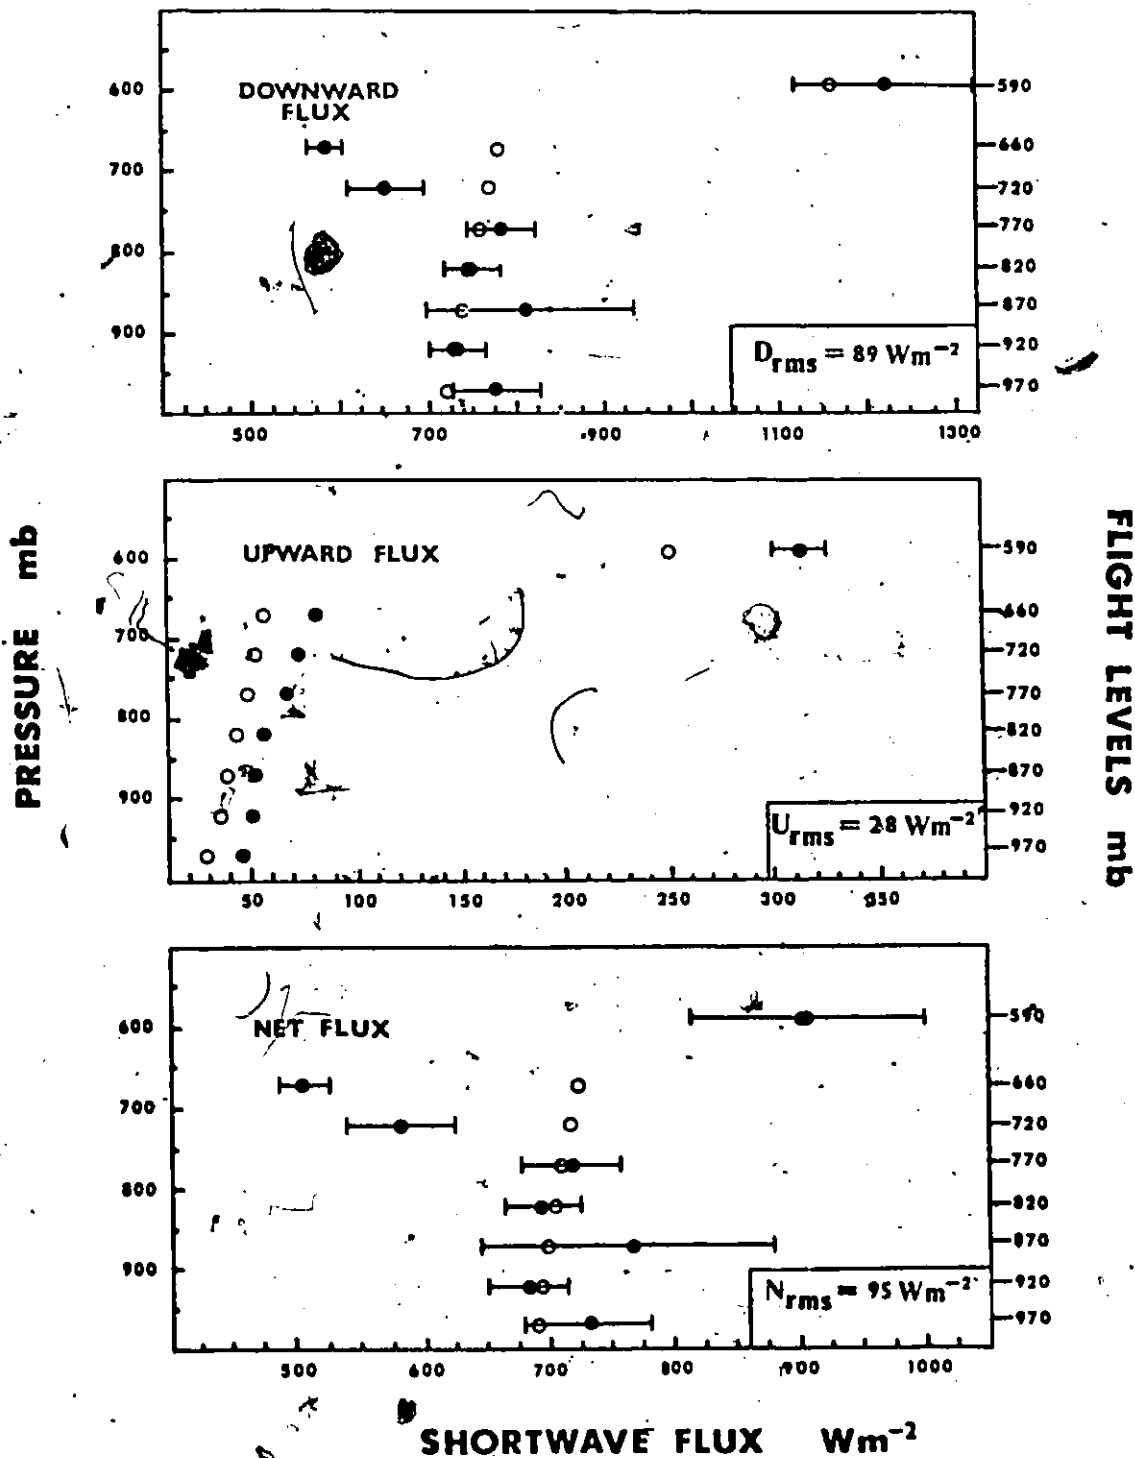 DOWNWARD
FLUX
600
700
800
900
590
660
720
770
820
870
920
970
Drms = 89 Wm⁻²
500 700 900 1100 1300
UPWARD FLUX
600
700
800
900
590
660
720
770
820
870
920
970
Urms = 28 Wm⁻²
50 100 150 200 250 300 350
NET FLUX
600
700
800
900
590
660
720
770
820
870
920
970
Nrms = 95 Wm⁻²
500 600 700 800 900 1000
PRESSURE mb
FLIGHT LEVELS mb
SHORTWAVE FLUX Wm⁻²